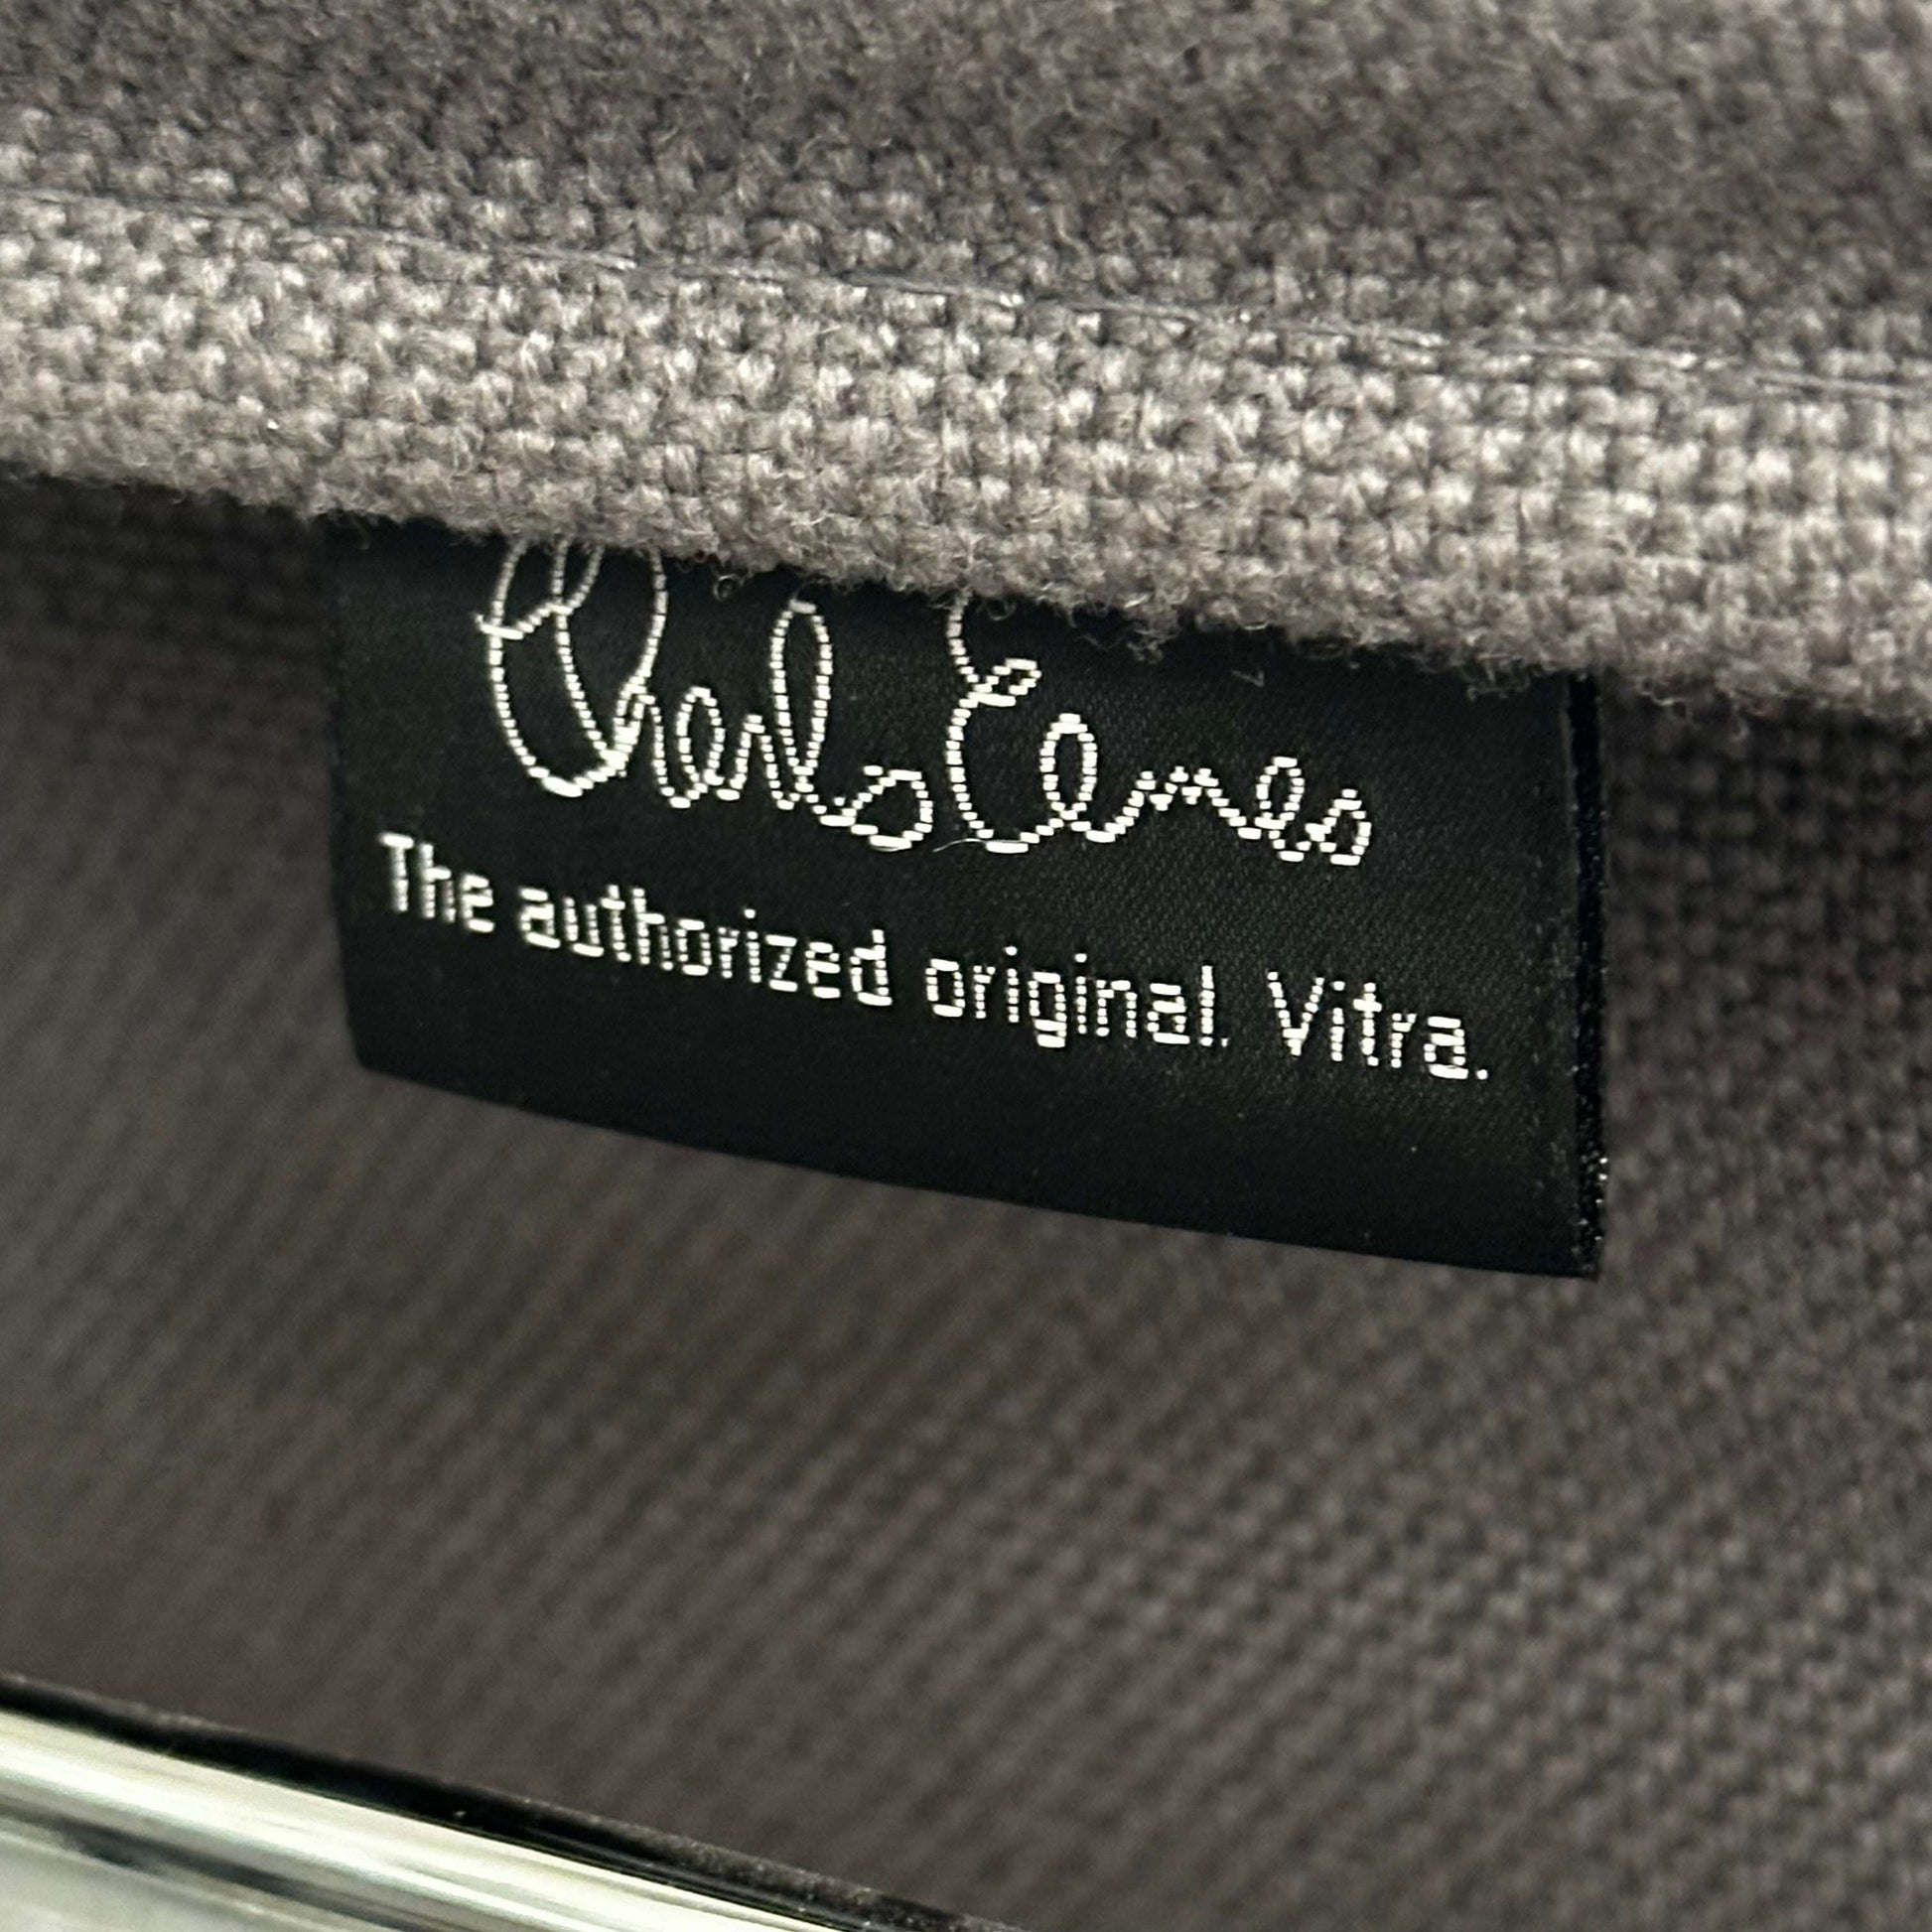 Charles Eames
The authorized original. Vitra.